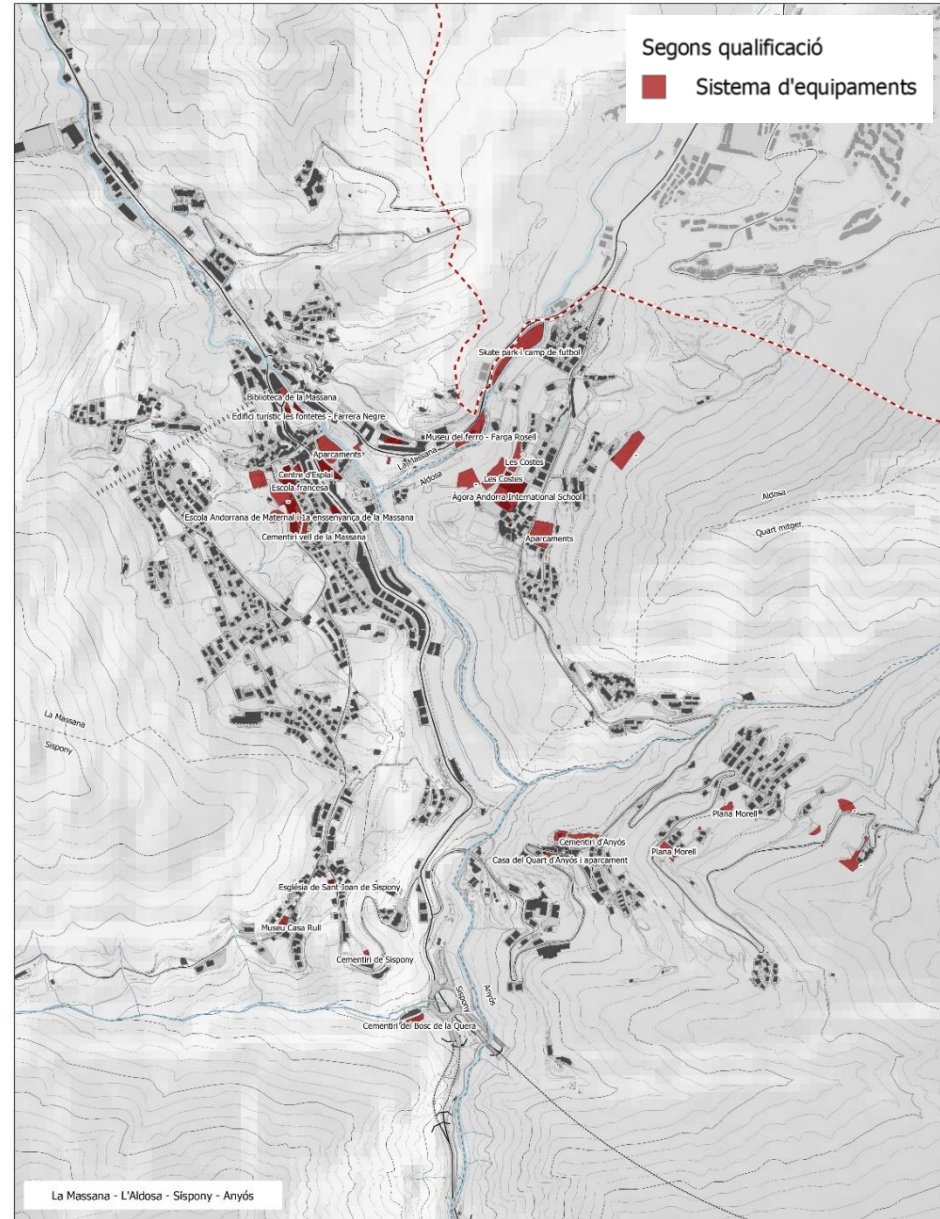 Segons qualificació
Sistema d'equipaments
Skate park i camp de futbol
Biblioteca de la Massana
Edifici turístic les fontetes - Farrera Negre
Museu del ferro - Farga Rosell
Aparcaments
La Massana
Aldosa
Les Costes
Centre d'Esplai
Les Costes
Escola francesa
Àgora Andorra International School
Aldosa
Escola Andorrana de Maternal i 1a enssenyança de la Massana
Quart mitger
Cementiri vell de la Massana
Aparcaments
La Massana
Sispony
Plana Morell
Cementiri d'Anyós
Plana Morell
Casa del Quart d'Anyós i aparcament
Església de Sant Joan de Sispony
Museu Casa Rull
Cementiri de Sispony
Sispony
Anyós
Cementiri del Bosc de la Quera
La Massana - L'Aldosa - Sispony - Anyós